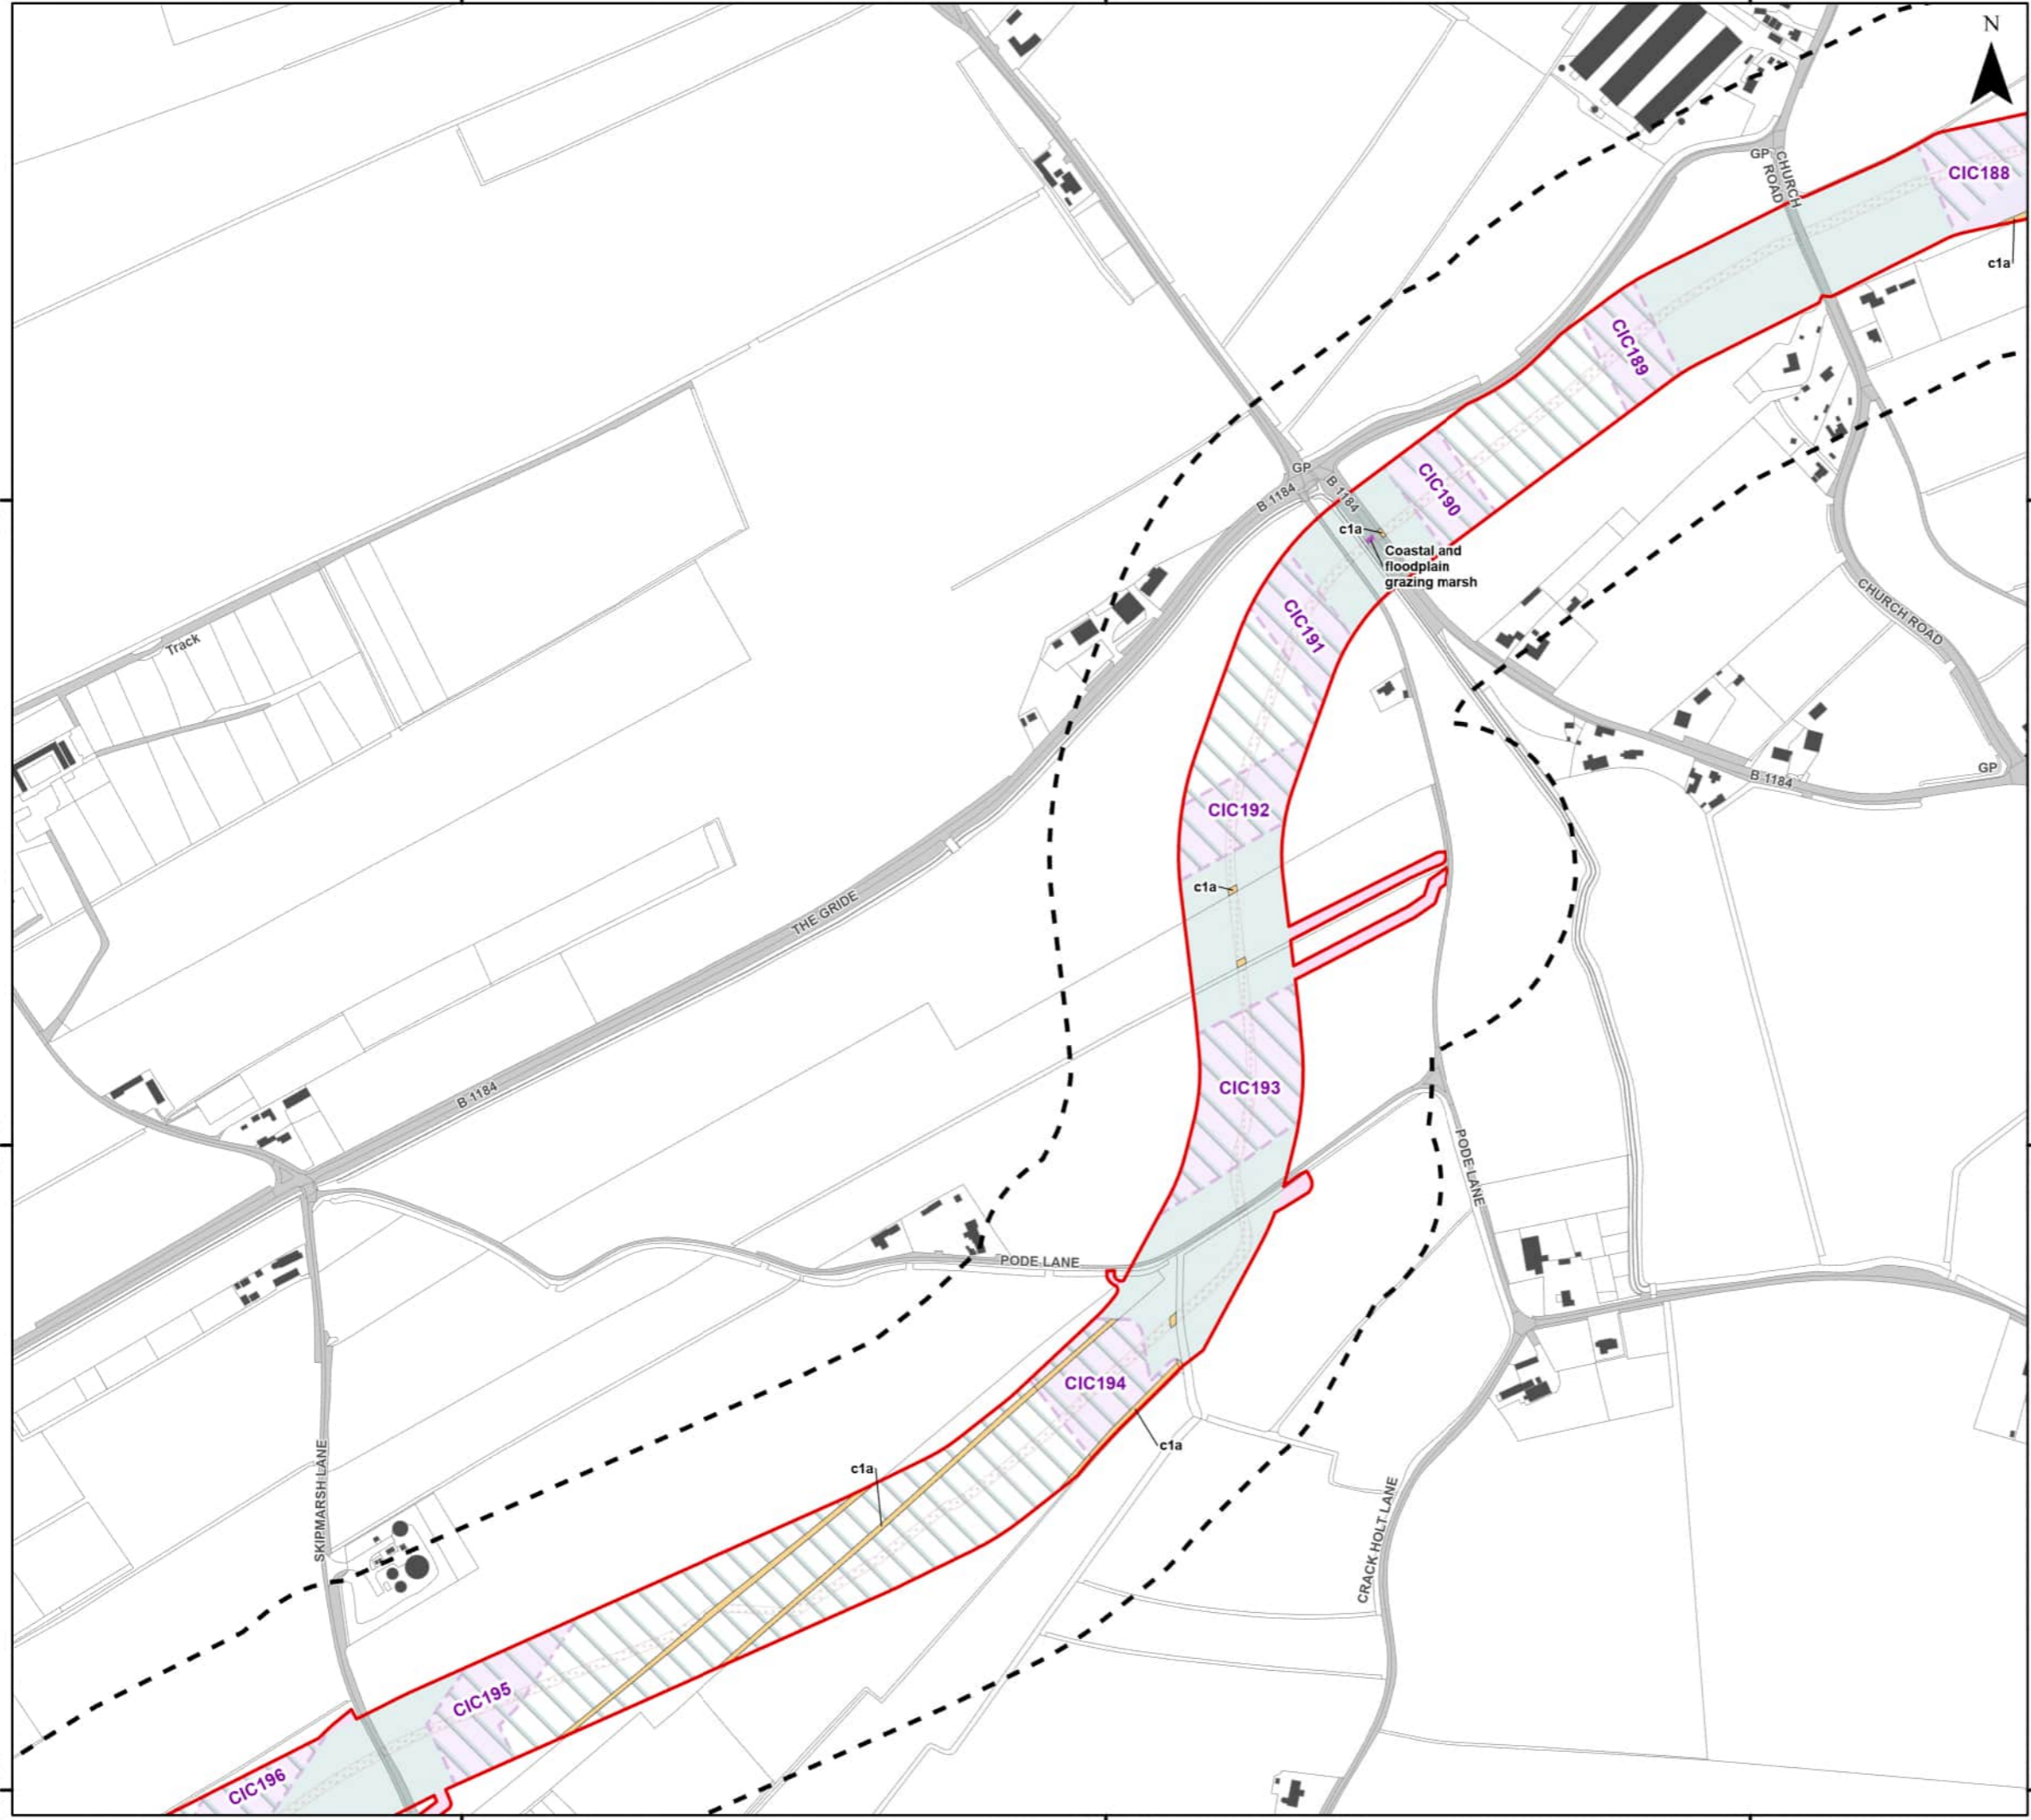 N
GP
CHURCH
ROAD
CIC188
c1a
CIC189
GP
B 1184
B 1184
CIC190
c1a
Coastal and
floodplain
grazing marsh
CIC191
CHURCH ROAD
Track
GP
B 1184
CIC192
c1a
THE GRIDE
CIC193
B 1184
PODE LANE
PODE LANE
CIC194
c1a
c1a
SKIPMARSH LANE
CRACK HOLT LANE
CIC195
CIC196